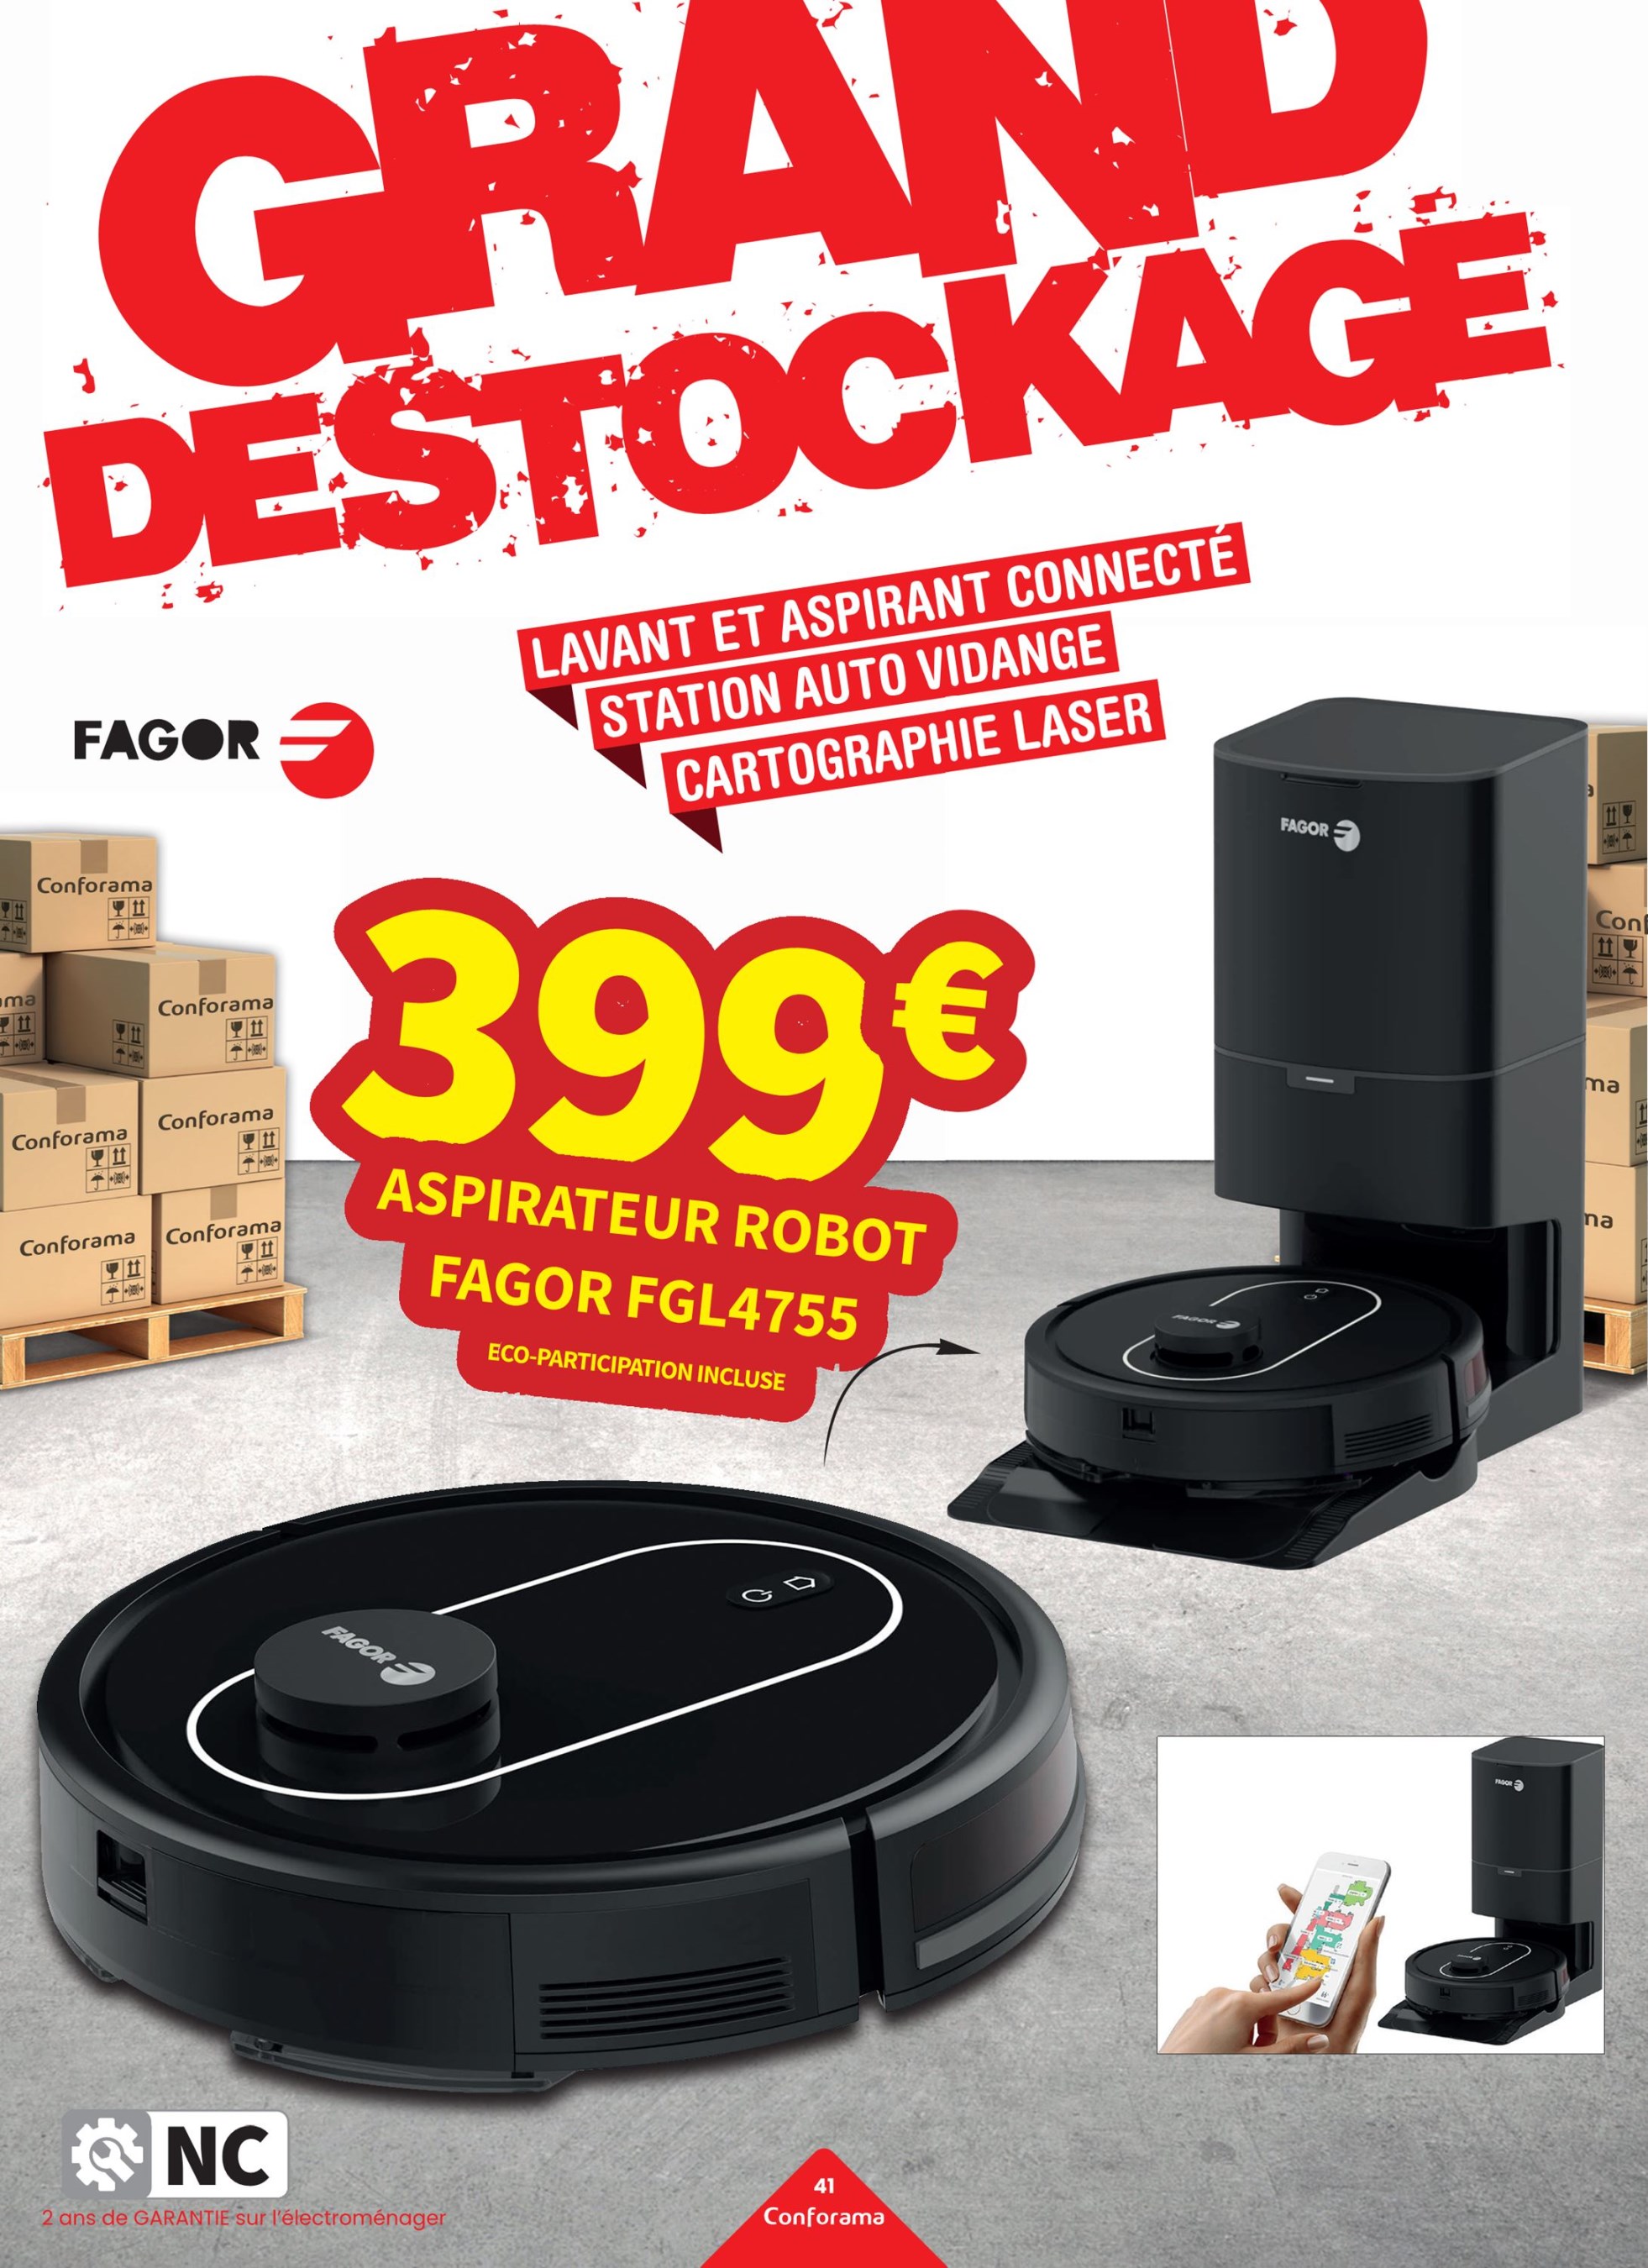 GRAND
DESTOCKAGE
LAVANT ET ASPIRANT CONNECTÉ
STATION AUTO VIDANGE
CARTOGRAPHIE LASER
FAGOR
FAGOR
Conforama
Conforama
Conforama
Conforama
Conforama
Conforama
399€
ASPIRATEUR ROBOT
FAGOR FGL4755
ECO-PARTICIPATION INCLUSE
FAGOR
FAGOR
FAGOR
NC
2 ans de GARANTIE sur l'électroménager
41
Conforama